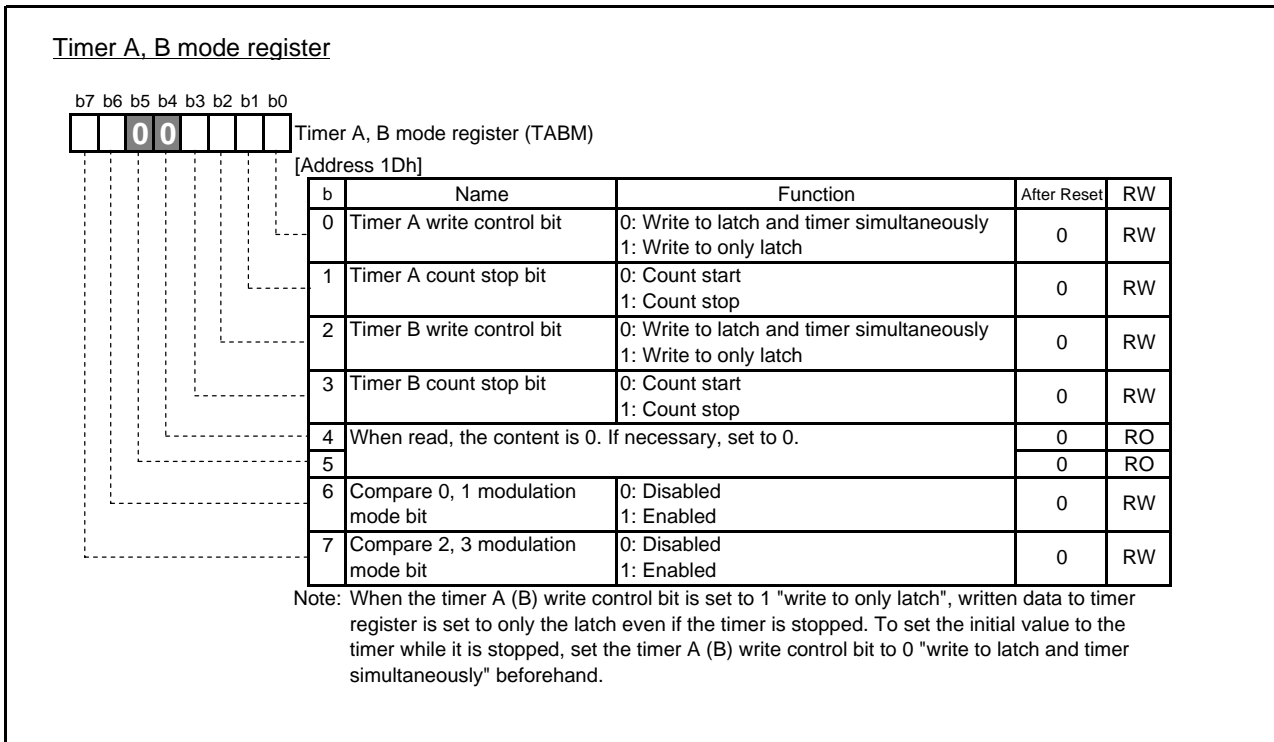 Timer A, B mode register
b7 b6 b5 b4 b3 b2 b1 b0
0 0
Timer A, B mode register (TABM)
[Address 1Dh]
b Name Function After Reset RW
0 Timer A write control bit 0: Write to latch and timer simultaneously
1: Write to only latch
0 RW
1 Timer A count stop bit 0: Count start
1: Count stop
0 RW
2 Timer B write control bit 0: Write to latch and timer simultaneously
1: Write to only latch
0 RW
3 Timer B count stop bit 0: Count start
1: Count stop
0 RW
4 When read, the content is 0. If necessary, set to 0. 0 RO
5 0 RO
6 Compare 0, 1 modulation 0: Disabled
mode bit 1: Enabled
0 RW
7 Compare 2, 3 modulation 0: Disabled
mode bit 1: Enabled
0 RW
Note: When the timer A (B) write control bit is set to 1 "write to only latch", written data to timer
register is set to only the latch even if the timer is stopped. To set the initial value to the
timer while it is stopped, set the timer A (B) write control bit to 0 "write to latch and timer
simultaneously" beforehand.